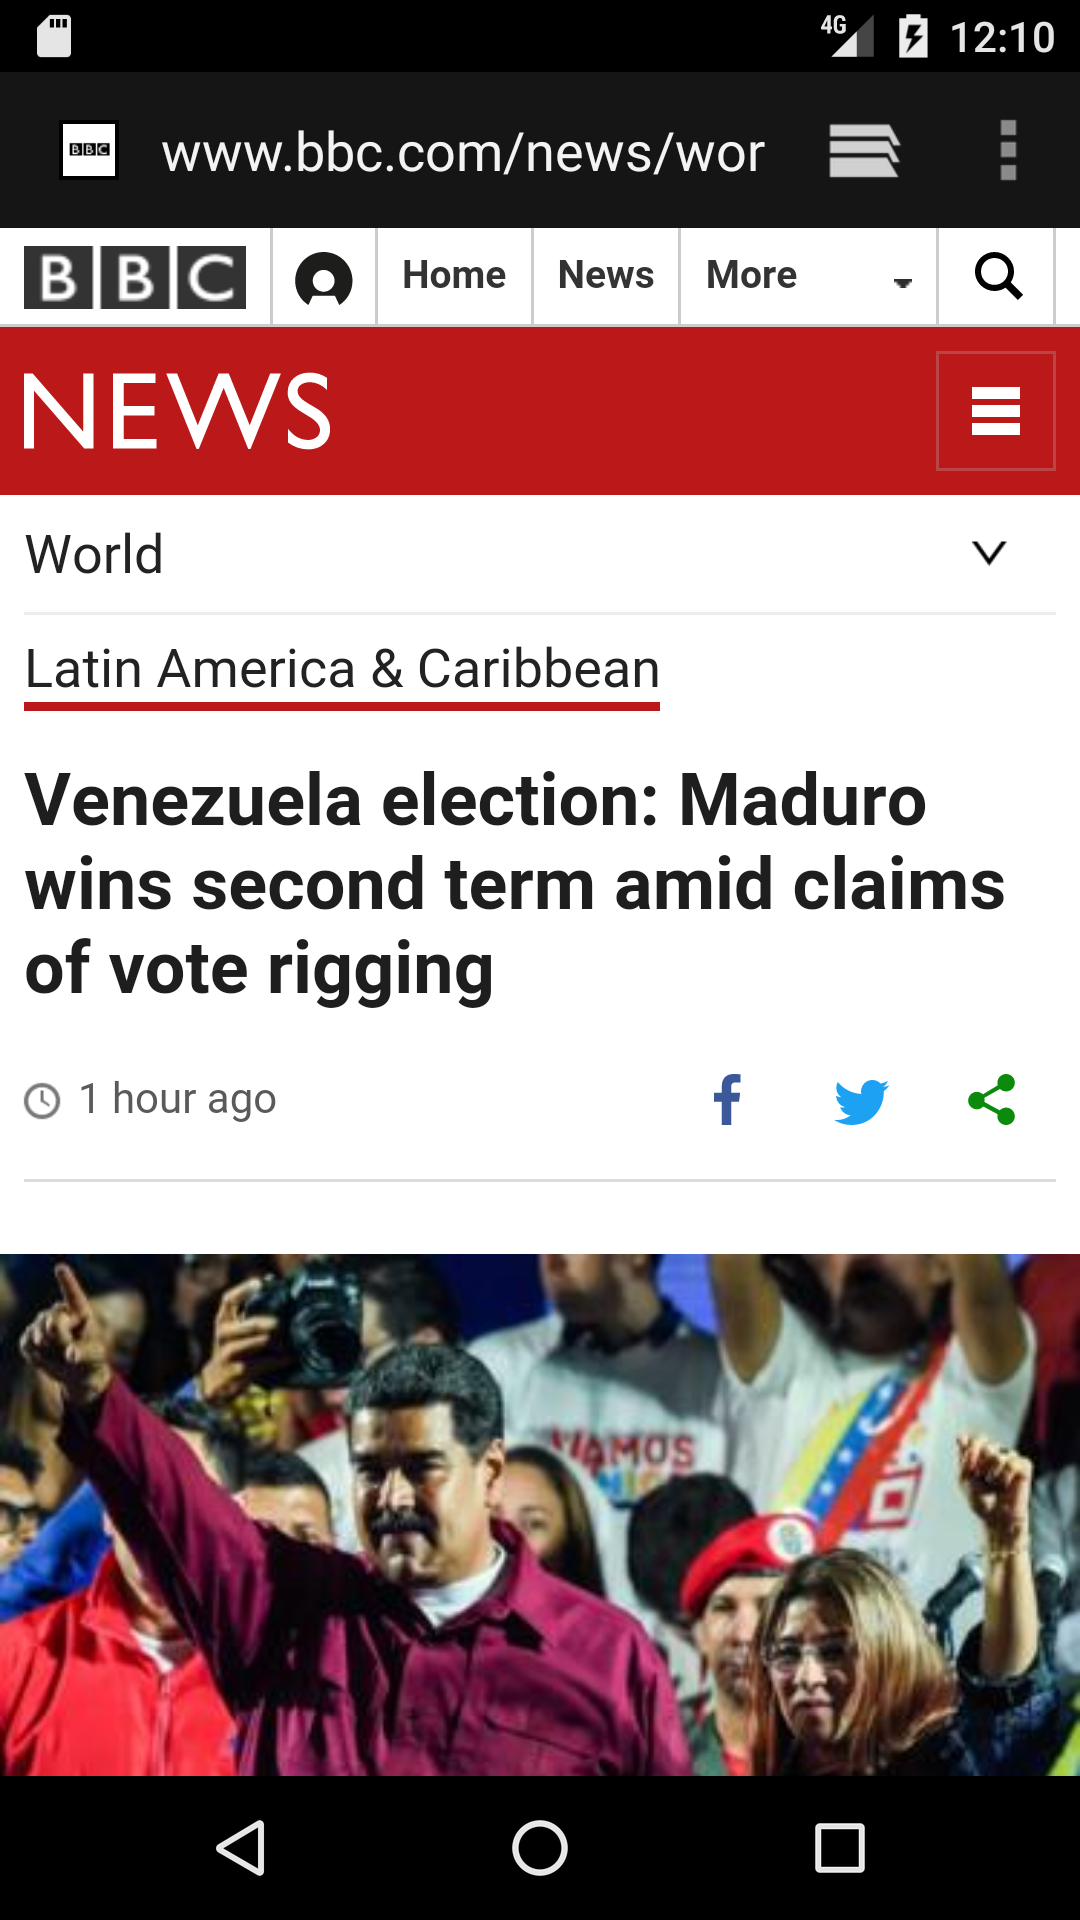 4G 12:10
BBC www.bbc.com/news/wor
BBC Home News More
NEWS
World
Latin America & Caribbean
Venezuela election: Maduro
wins second term amid claims
of vote rigging
1 hour ago
VAMOS